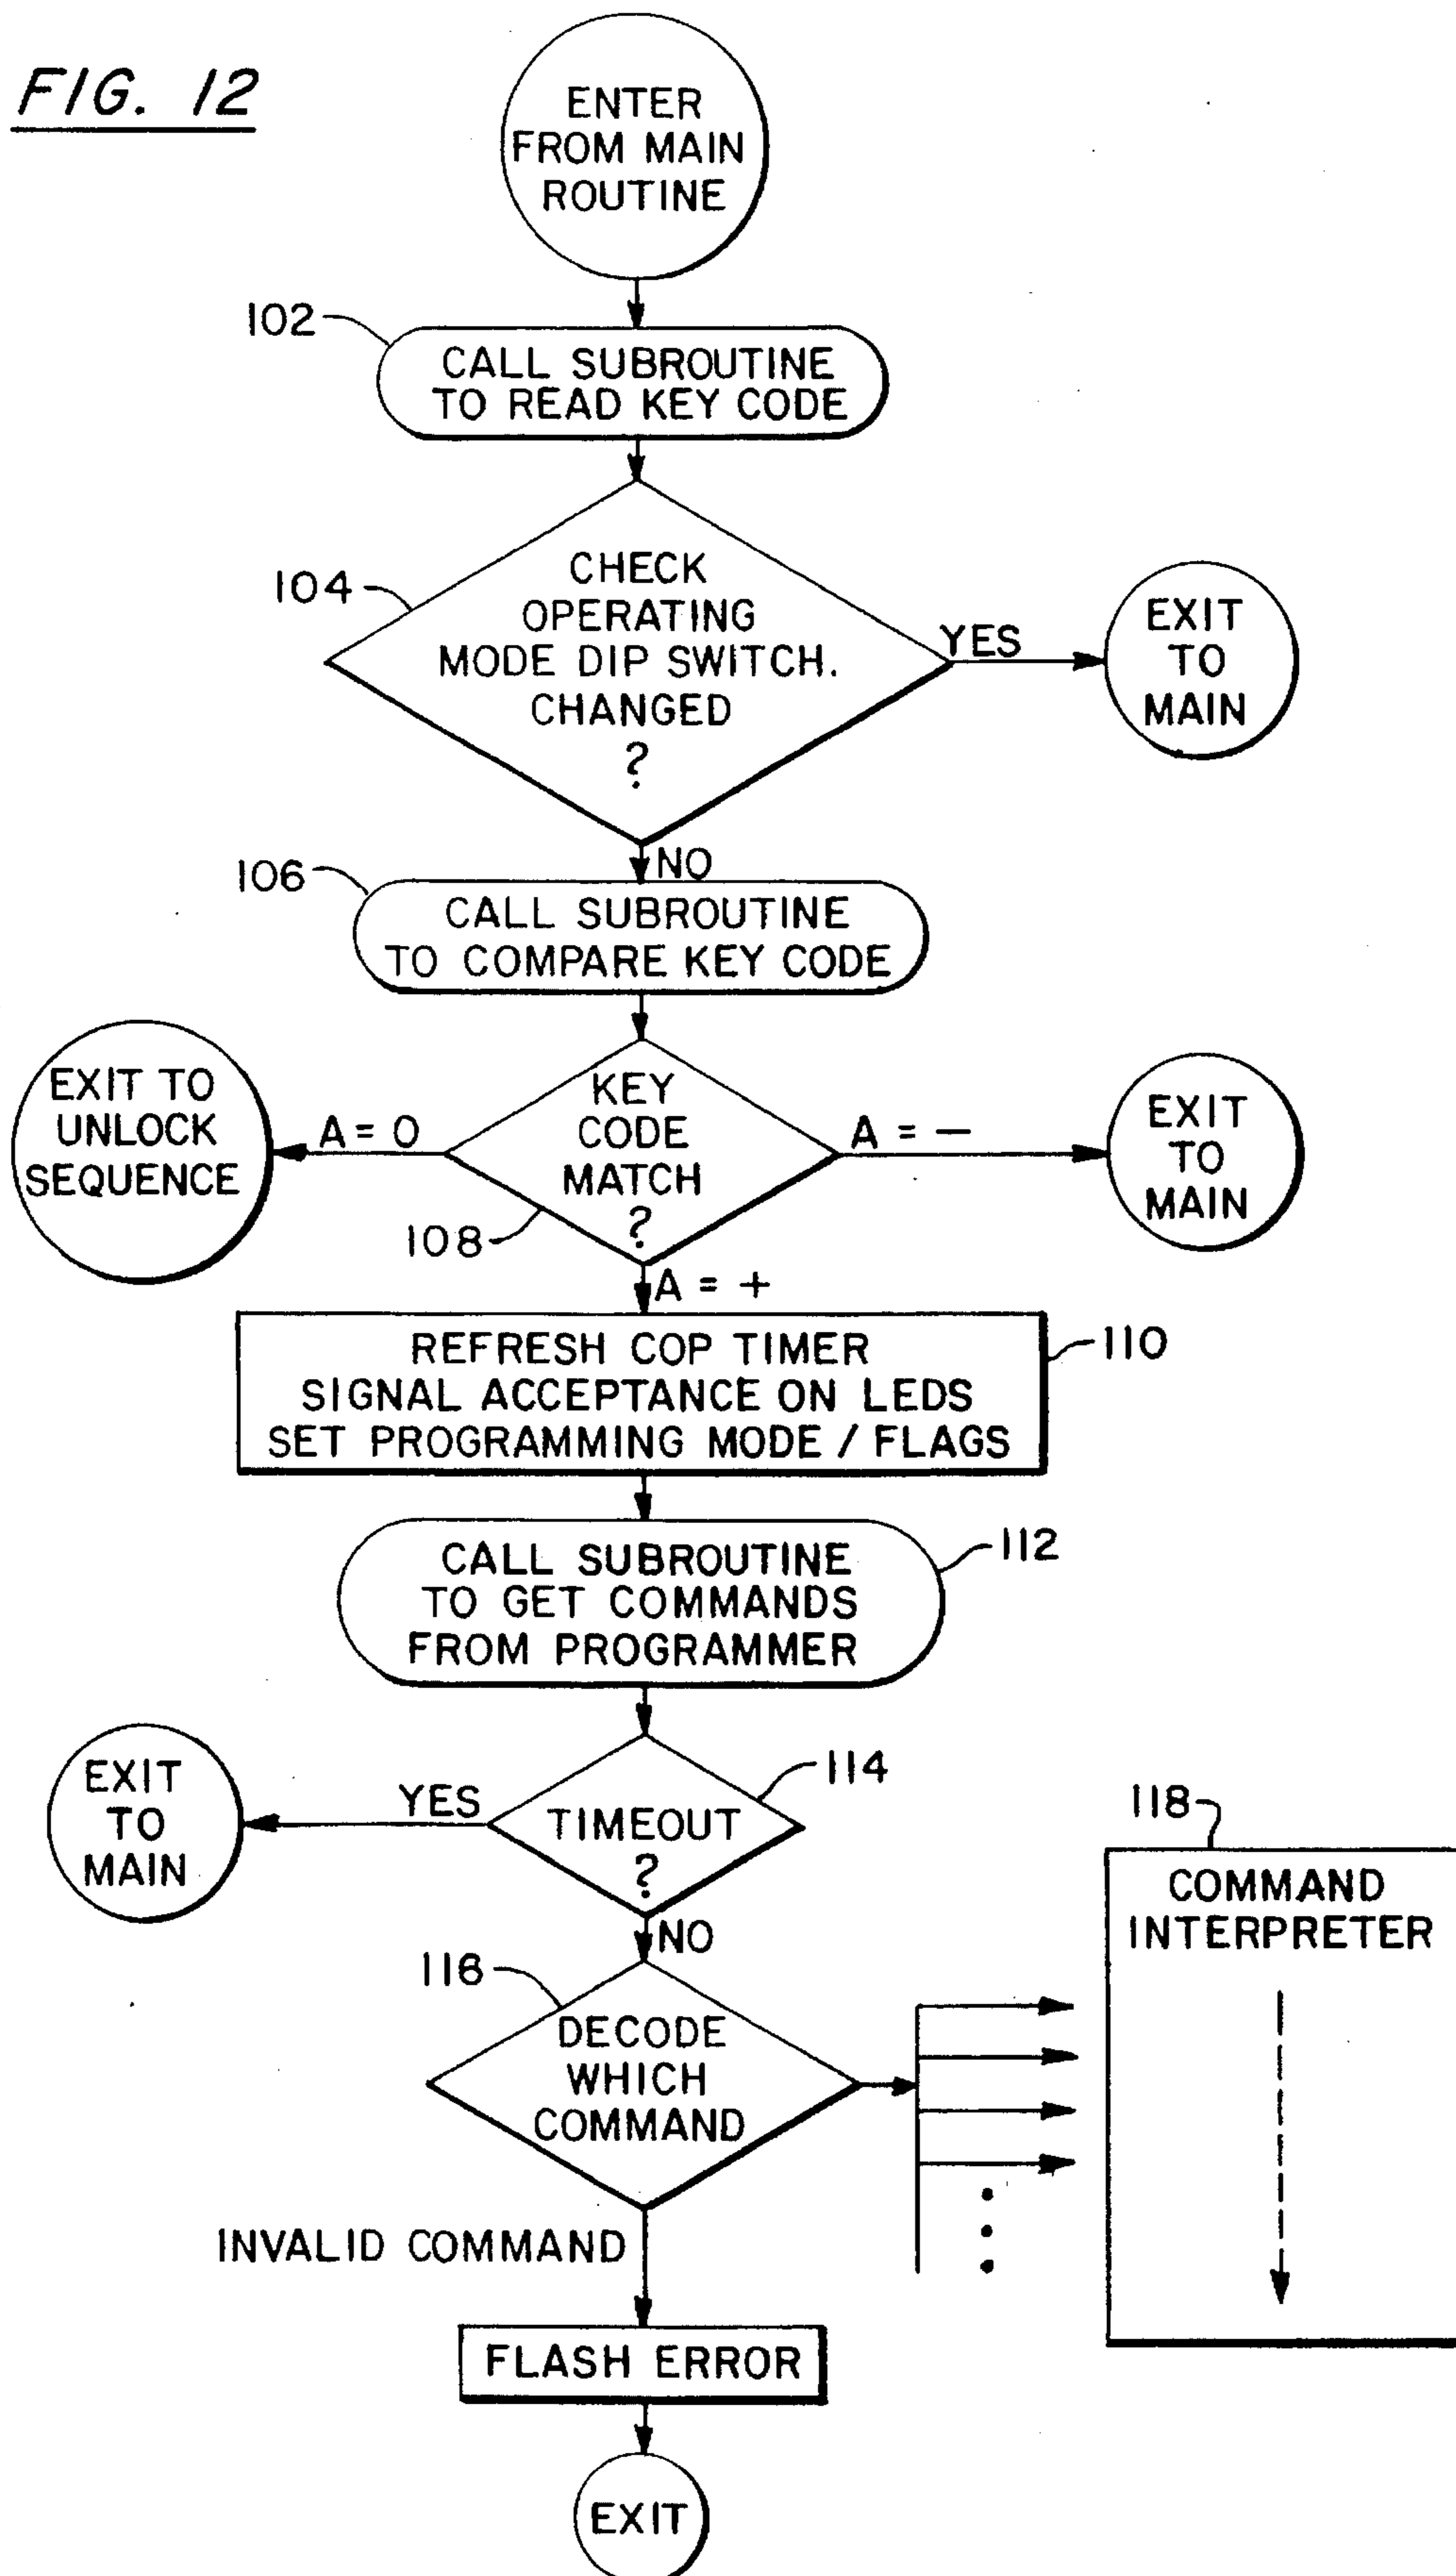 FIG. 12
ENTER
FROM MAIN
ROUTINE
102
CALL SUBROUTINE
TO READ KEY CODE
104
CHECK
OPERATING
MODE DIP SWITCH.
CHANGED
?
YES
EXIT
TO
MAIN
NO
106
CALL SUBROUTINE
TO COMPARE KEY CODE
EXIT TO
UNLOCK
SEQUENCE
A = 0
KEY
CODE
MATCH
?
108
A = –
EXIT
TO
MAIN
A = +
REFRESH COP TIMER
SIGNAL ACCEPTANCE ON LEDS
SET PROGRAMMING MODE / FLAGS
110
CALL SUBROUTINE
TO GET COMMANDS
FROM PROGRAMMER
112
EXIT
TO
MAIN
YES
TIMEOUT
?
114
NO
116
DECODE
WHICH
COMMAND
118
COMMAND
INTERPRETER
INVALID COMMAND
FLASH ERROR
EXIT